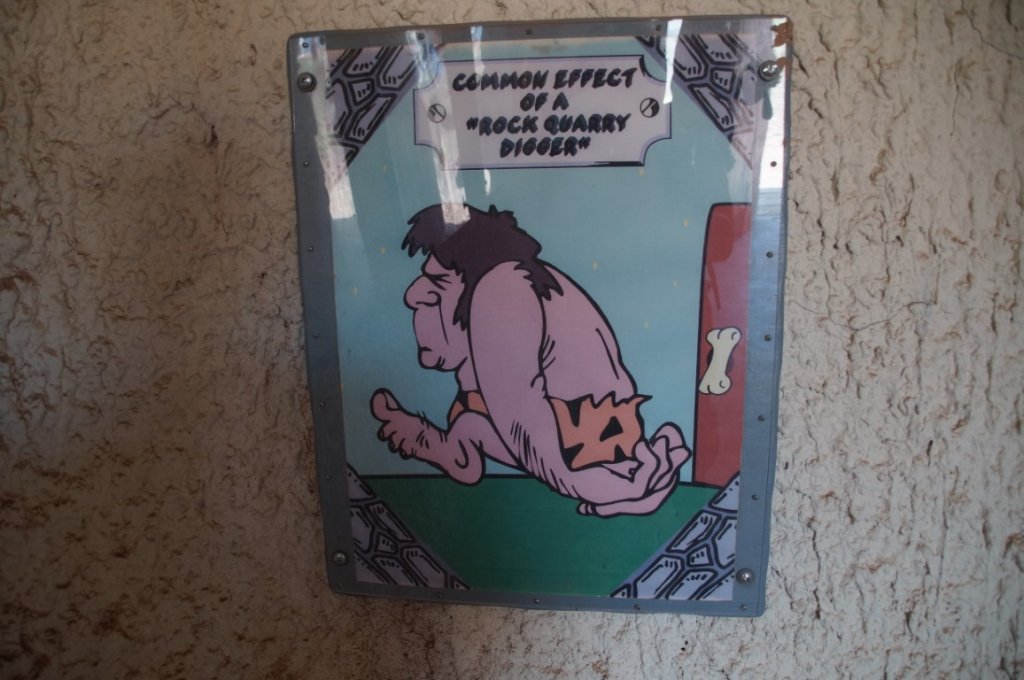 COMMON EFFECT
OF A
"ROCK QUARRY
DIGGER"